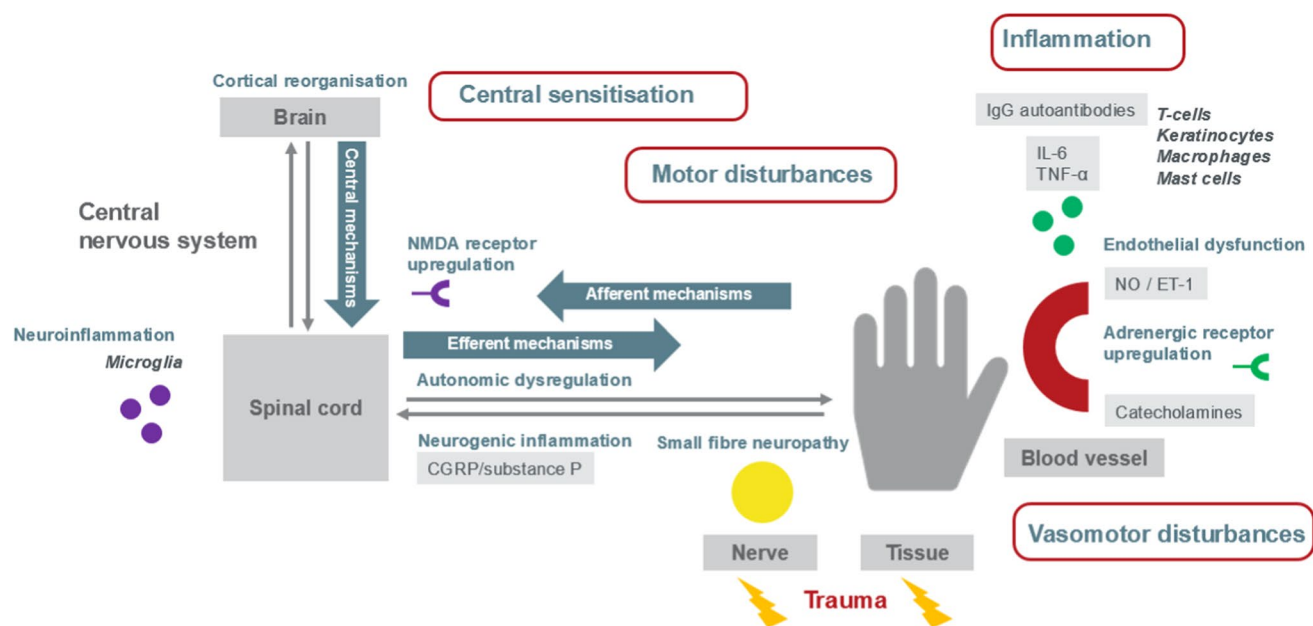 Inflammation
Cortical reorganisation
Brain
Central sensitisation
IgG autoantibodies
T-cells
Keratinocytes
Macrophages
Mast cells
IL-6
TNF-α
Central mechanisms
Motor disturbances
Central
nervous system
NMDA receptor
upregulation
Endothelial dysfunction
NO / ET-1
Afferent mechanisms
Neuroinflammation
Microglia
Efferent mechanisms
Adrenergic receptor
upregulation
Autonomic dysregulation
Spinal cord
Catecholamines
Neurogenic inflammation
CGRP/substance P
Small fibre neuropathy
Blood vessel
Vasomotor disturbances
Nerve
Tissue
Trauma